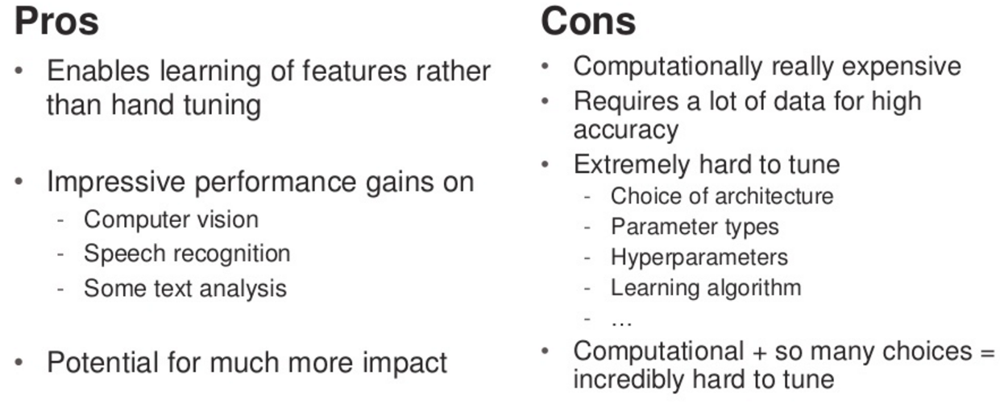 Pros
• Enables learning of features rather
than hand tuning
• Impressive performance gains on
- Computer vision
- Speech recognition
- Some text analysis
• Potential for much more impact
Cons
• Computationally really expensive
• Requires a lot of data for high
accuracy
• Extremely hard to tune
- Choice of architecture
- Parameter types
- Hyperparameters
- Learning algorithm
- …
• Computational + so many choices =
incredibly hard to tune